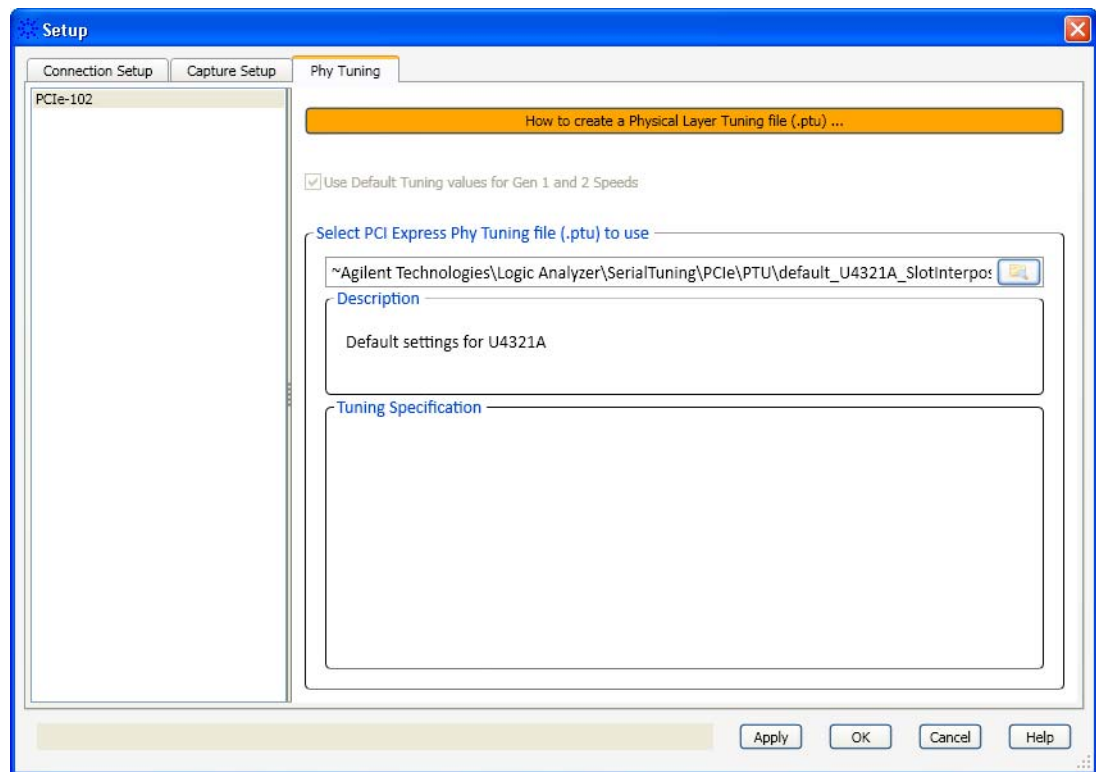 Setup
Connection Setup Capture Setup Phy Tuning
PCIe-102
How to create a Physical Layer Tuning file (.ptu) ...
Use Default Tuning values for Gen 1 and 2 Speeds
Select PCI Express Phy Tuning file (.ptu) to use
~Agilent Technologies\Logic Analyzer\SerialTuning\PCIe\PTU\default_U4321A_SlotInterpos
Description
Default settings for U4321A
Tuning Specification
Apply OK Cancel Help